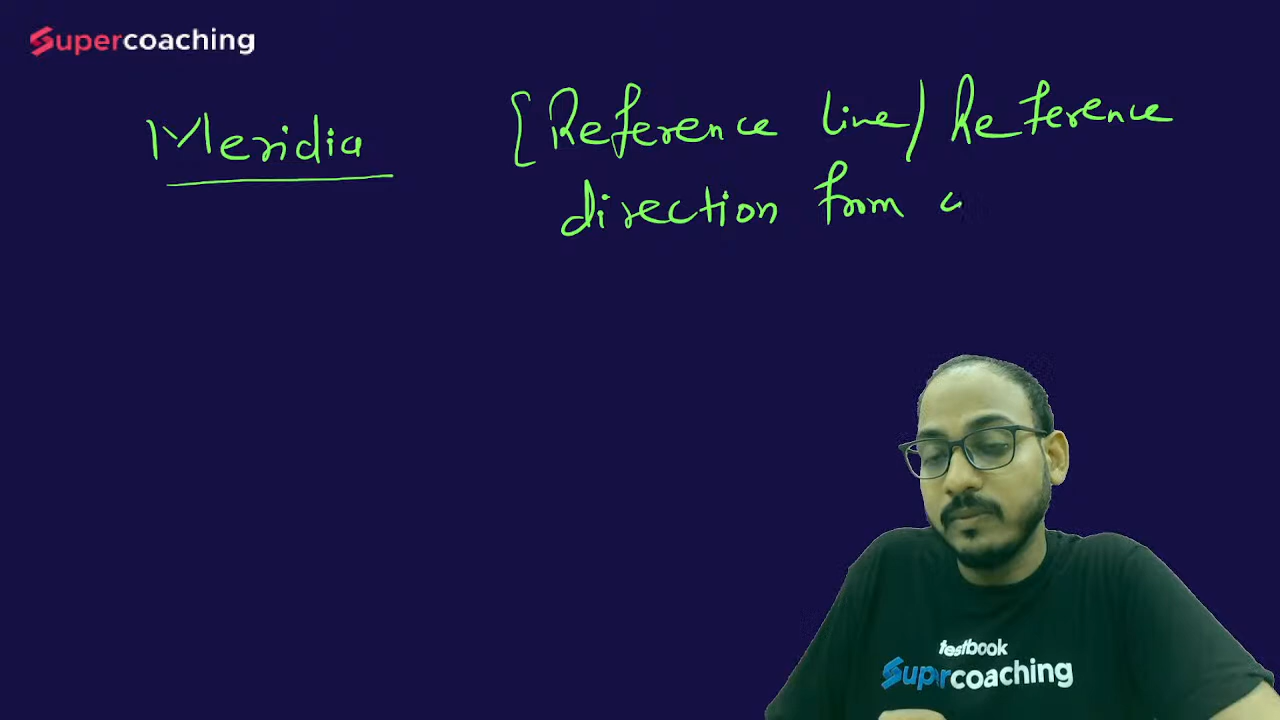 Supercoaching
Meridia [Reference line/Reference
direction from a
testbook
Supercoaching